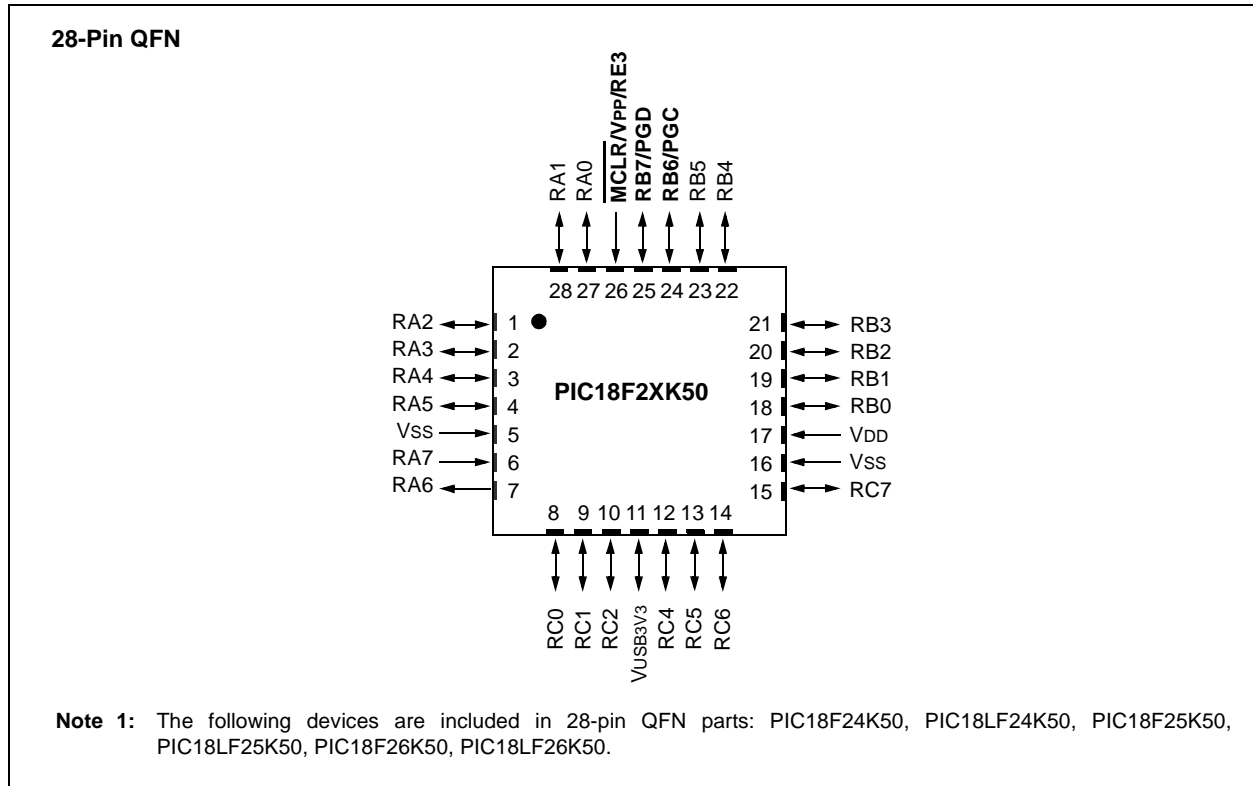 28-Pin QFN
RA1
RA0
MCLR/VPP/RE3
RB7/PGD
RB6/PGC
RB5
RB4
28 27 26 25 24 23 22
RA2 1 21 RB3
RA3 2 20 RB2
RA4 3 19 RB1
PIC18F2XK50
RA5 4 18 RB0
VSS 5 17 VDD
RA7 6 16 VSS
RA6 7 15 RC7
8 9 10 11 12 13 14
RC0
RC1
RC2
VUSB3V3
RC4
RC5
RC6
Note 1: The following devices are included in 28-pin QFN parts: PIC18F24K50, PIC18LF24K50, PIC18F25K50,
PIC18LF25K50, PIC18F26K50, PIC18LF26K50.